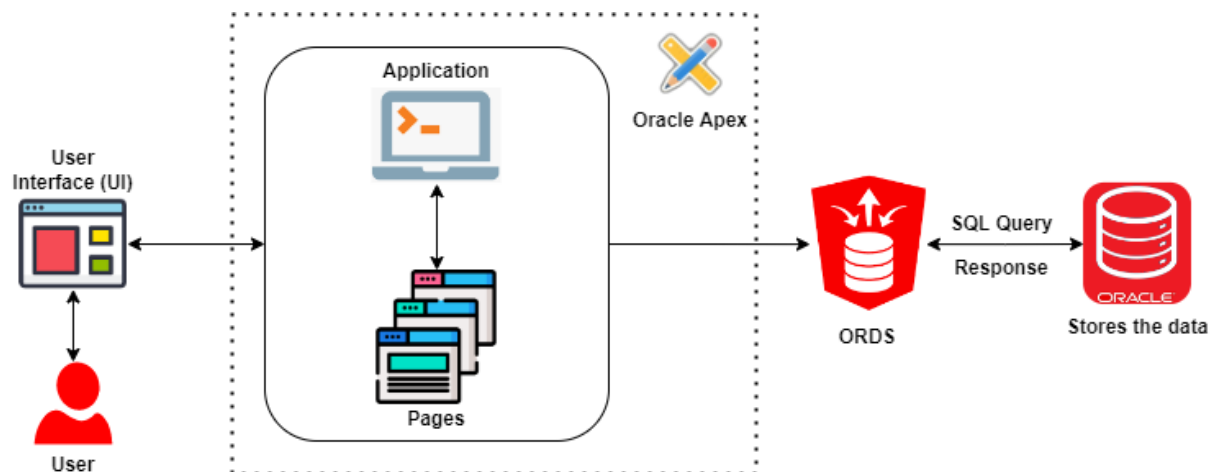 Application
Oracle Apex
User
Interface (UI)
SQL Query
Response
ORACLE
ORDS
Stores the data
Pages
User